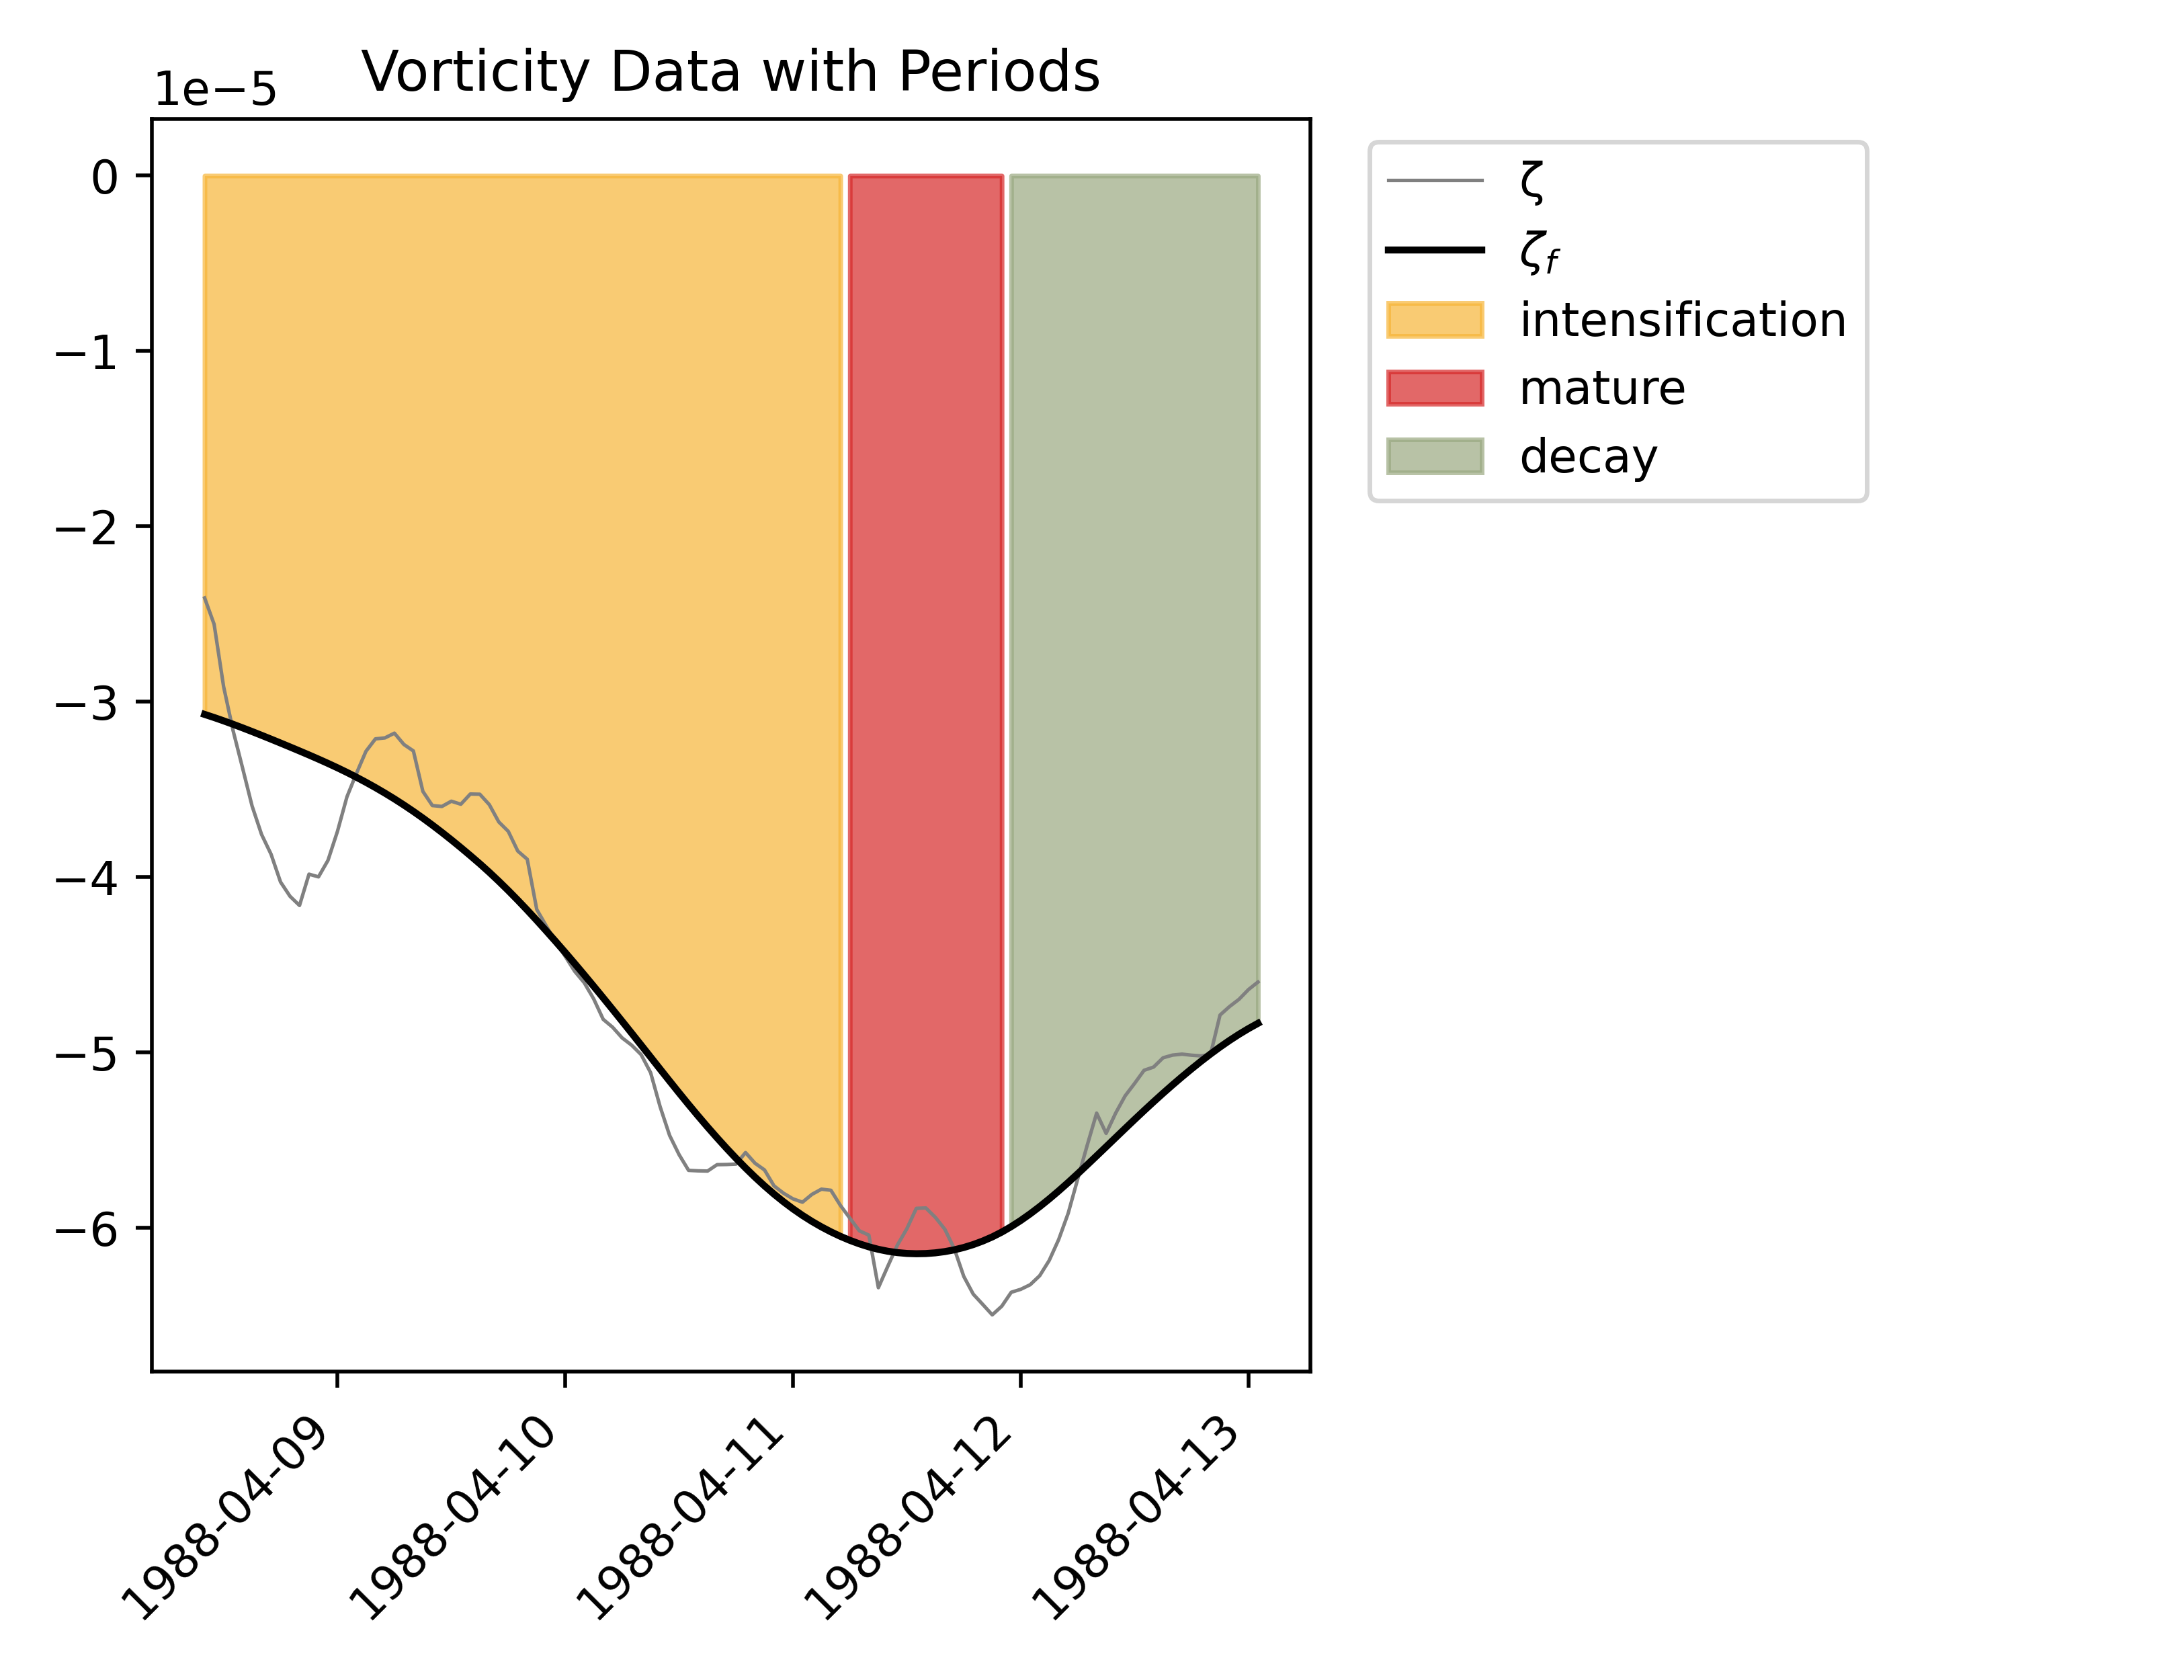 Vorticity Data with Periods
1e−5
0
−1
−2
−3
−4
−5
−6
1988-04-09
1988-04-10
1988-04-11
1988-04-12
1988-04-13
ζ
ζf
intensification
mature
decay